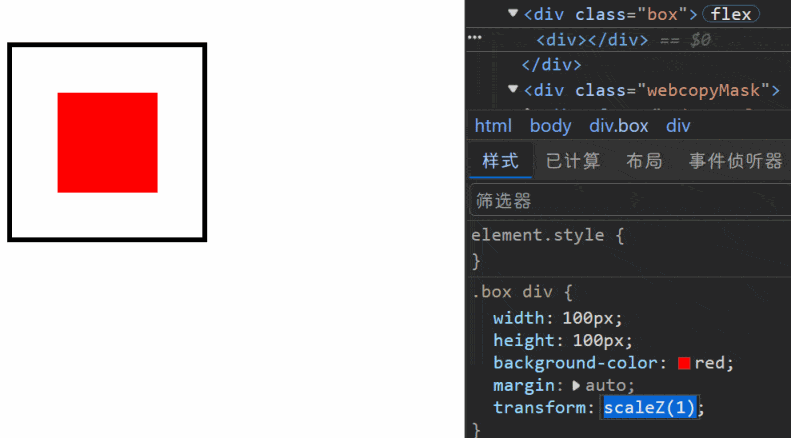 ▼<div class="box">flex
··· <div></div> == $0
</div>
▼<div class="webcopyMask">
html body div.box div
样式 已计算 布局 事件侦听器
筛选器
element.style {
}
.box div {
width: 100px;
height: 100px;
background-color: red;
margin: ▶auto;
transform: scaleZ(1);
}